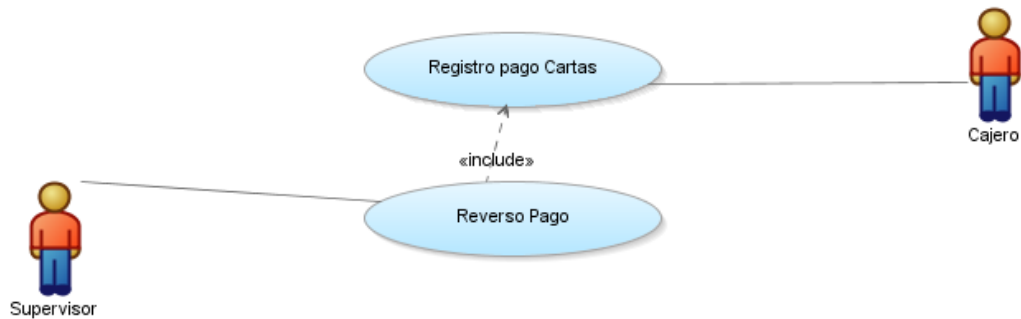 Registro pago Cartas
Cajero
«include»
Reverso Pago
Supervisor